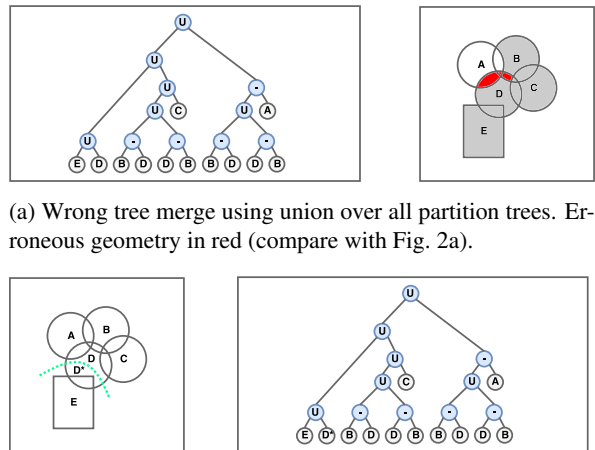 U
U
U -
U C U A
U - - - -
E D B D D B B D D B
B
A
C
D
E
(a) Wrong tree merge using union over all partition trees. Er-
roneous geometry in red (compare with Fig. 2a).
A B
D C
D*
E
U
U
U -
U C U A
U - - - -
E D* B D D B B D D B